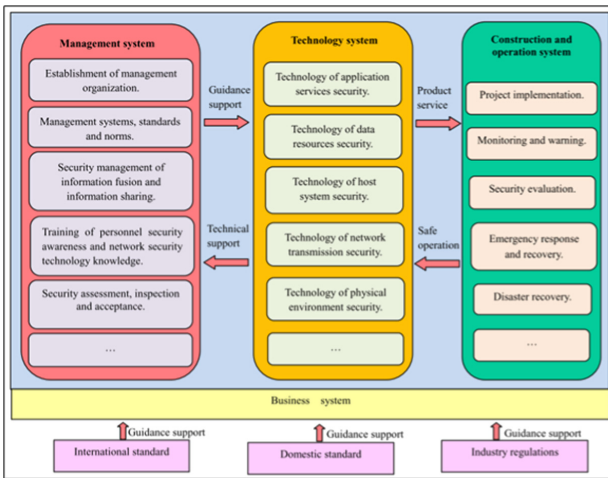 Management system
Establishment of management
organization.
Management systems, standards
and norms.
Security management of
information fusion and
information sharing.
Training of personnel security
awareness and network security
technology knowledge.
Security assessment, inspection
and acceptance.
…
Guidance
support
Technical
support
Technology system
Technology of application
services security.
Technology of data
resources security.
Technology of host
system security.
Technology of network
transmission security.
Technology of physical
environment security.
…
Product
service
Safe
operation
Construction and
operation system
Project implementation.
Monitoring and warning.
Security evaluation.
Emergency response
and recovery.
Disaster recovery.
…
Business system
Guidance support
Guidance support
Guidance support
International standard
Domestic standard
Industry regulations